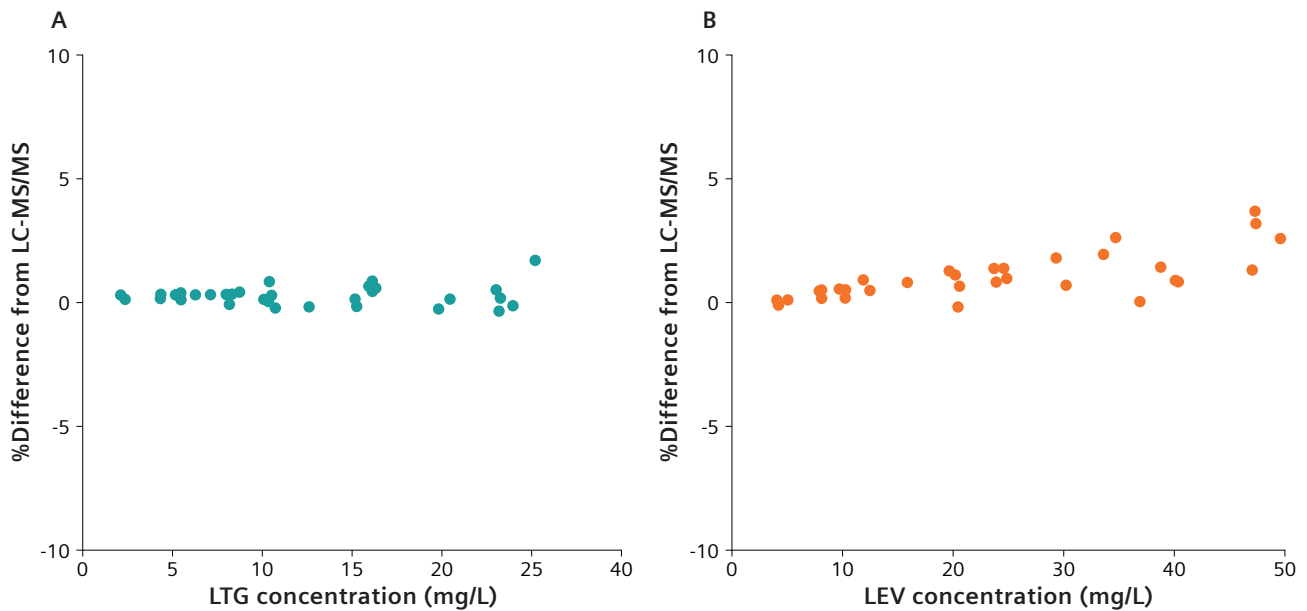 A
%Difference from LC-MS/MS
10
5
0
-5
-10
0 5 10 15 20 25 40
LTG concentration (mg/L)
B
%Difference from LC-MS/MS
10
5
0
-5
-10
0 10 20 30 40 50
LEV concentration (mg/L)